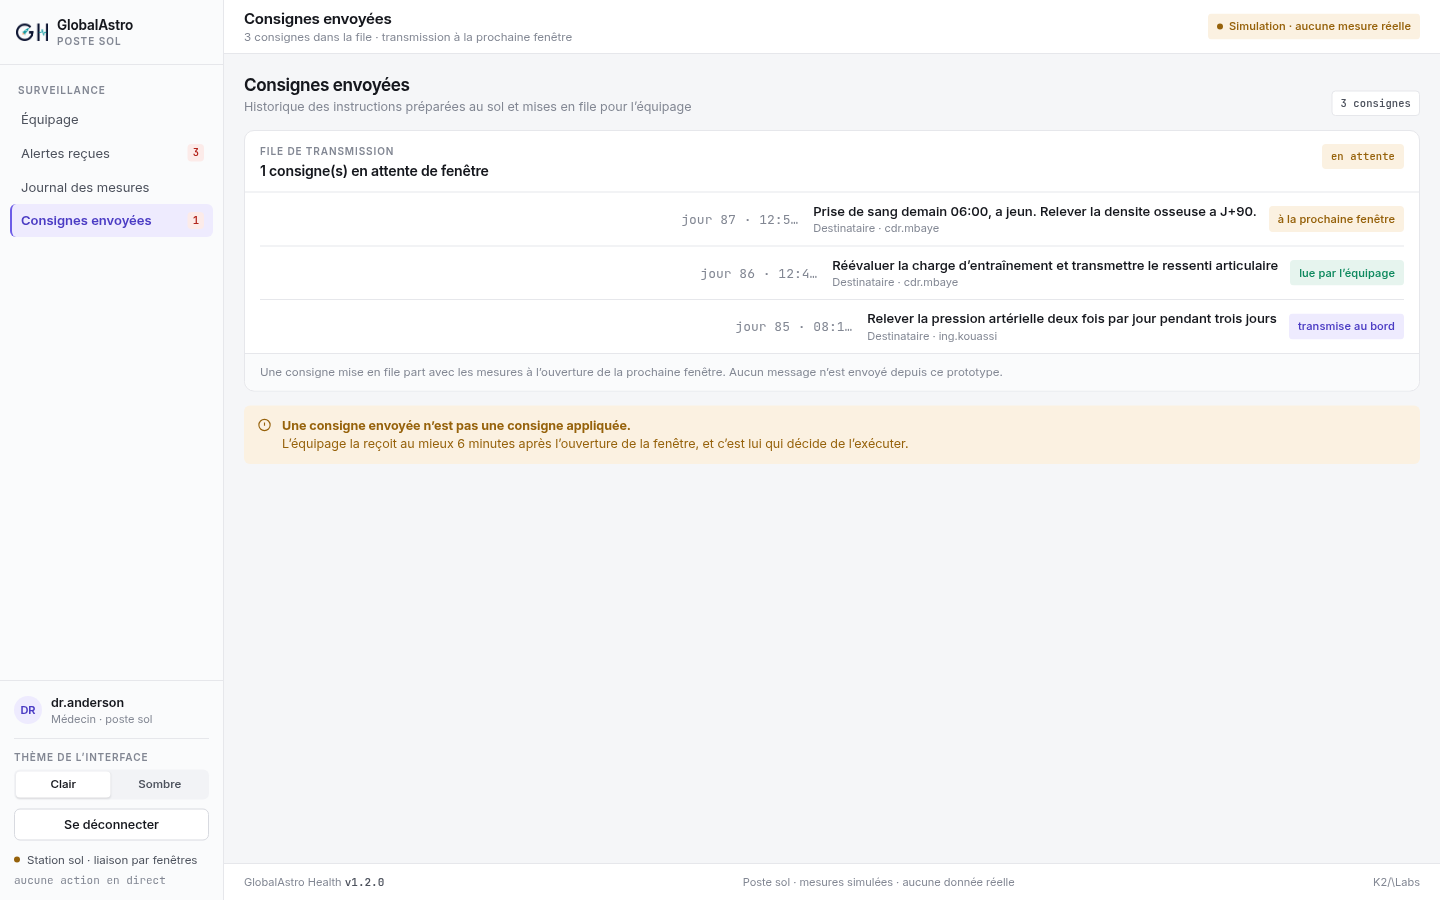 GH GlobalAstro
POSTE SOL
SURVEILLANCE
Équipage
Alertes reçues 3
Journal des mesures
Consignes envoyées 1
DR dr.anderson
Médecin · poste sol
THÈME DE L’INTERFACE
Clair Sombre
Se déconnecter
Station sol · liaison par fenêtres
aucune action en direct
Consignes envoyées
3 consignes dans la file · transmission à la prochaine fenêtre
Simulation · aucune mesure réelle
Consignes envoyées
Historique des instructions préparées au sol et mises en file pour l’équipage
3 consignes
FILE DE TRANSMISSION
1 consigne(s) en attente de fenêtre
en attente
jour 87 · 12:5… Prise de sang demain 06:00, a jeun. Relever la densite osseuse a J+90. à la prochaine fenêtre
Destinataire · cdr.mbaye
jour 86 · 12:4… Réévaluer la charge d’entraînement et transmettre le ressenti articulaire lue par l’équipage
Destinataire · cdr.mbaye
jour 85 · 08:1… Relever la pression artérielle deux fois par jour pendant trois jours transmise au bord
Destinataire · ing.kouassi
Une consigne mise en file part avec les mesures à l’ouverture de la prochaine fenêtre. Aucun message n’est envoyé depuis ce prototype.
Une consigne envoyée n’est pas une consigne appliquée.
L’équipage la reçoit au mieux 6 minutes après l’ouverture de la fenêtre, et c’est lui qui décide de l’exécuter.
GlobalAstro Health v1.2.0
Poste sol · mesures simulées · aucune donnée réelle
K2/\Labs